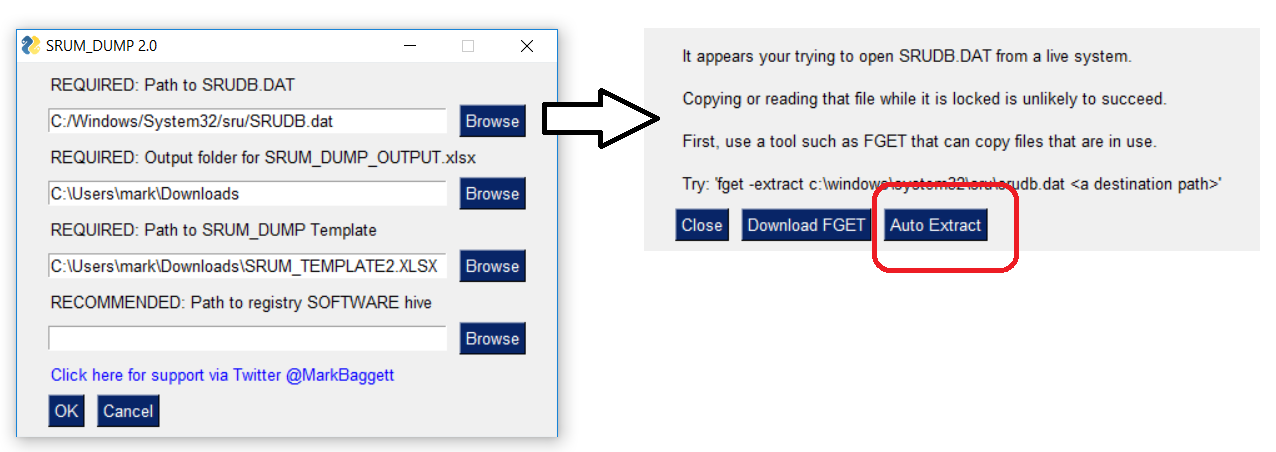 SRUM_DUMP 2.0
REQUIRED: Path to SRUDB.DAT
C:/Windows/System32/sru/SRUDB.dat
Browse
REQUIRED: Output folder for SRUM_DUMP_OUTPUT.xlsx
C:\Users\mark\Downloads
Browse
REQUIRED: Path to SRUM_DUMP Template
C:\Users\mark\Downloads\SRUM_TEMPLATE2.XLSX
Browse
RECOMMENDED: Path to registry SOFTWARE hive
Browse
Click here for support via Twitter @MarkBaggett
OK
Cancel
It appears your trying to open SRUDB.DAT from a live system.
Copying or reading that file while it is locked is unlikely to succeed.
First, use a tool such as FGET that can copy files that are in use.
Try: 'fget -extract c:\windows\system32\sru\srudb.dat <a destination path>'
Close
Download FGET
Auto Extract